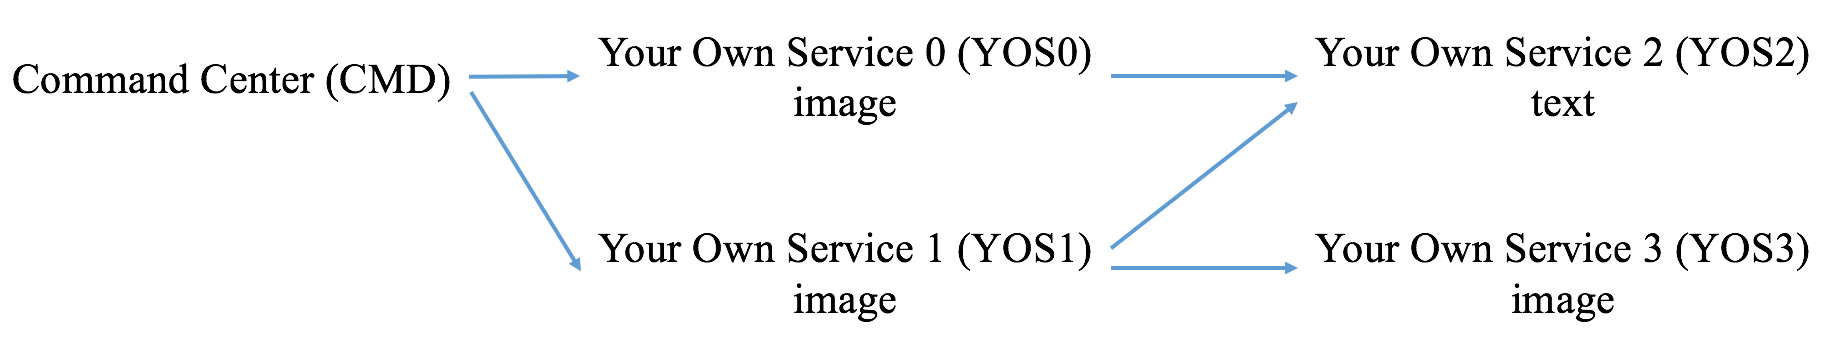 Command Center (CMD)
Your Own Service 0 (YOS0)
image
Your Own Service 2 (YOS2)
text
Your Own Service 1 (YOS1)
image
Your Own Service 3 (YOS3)
image